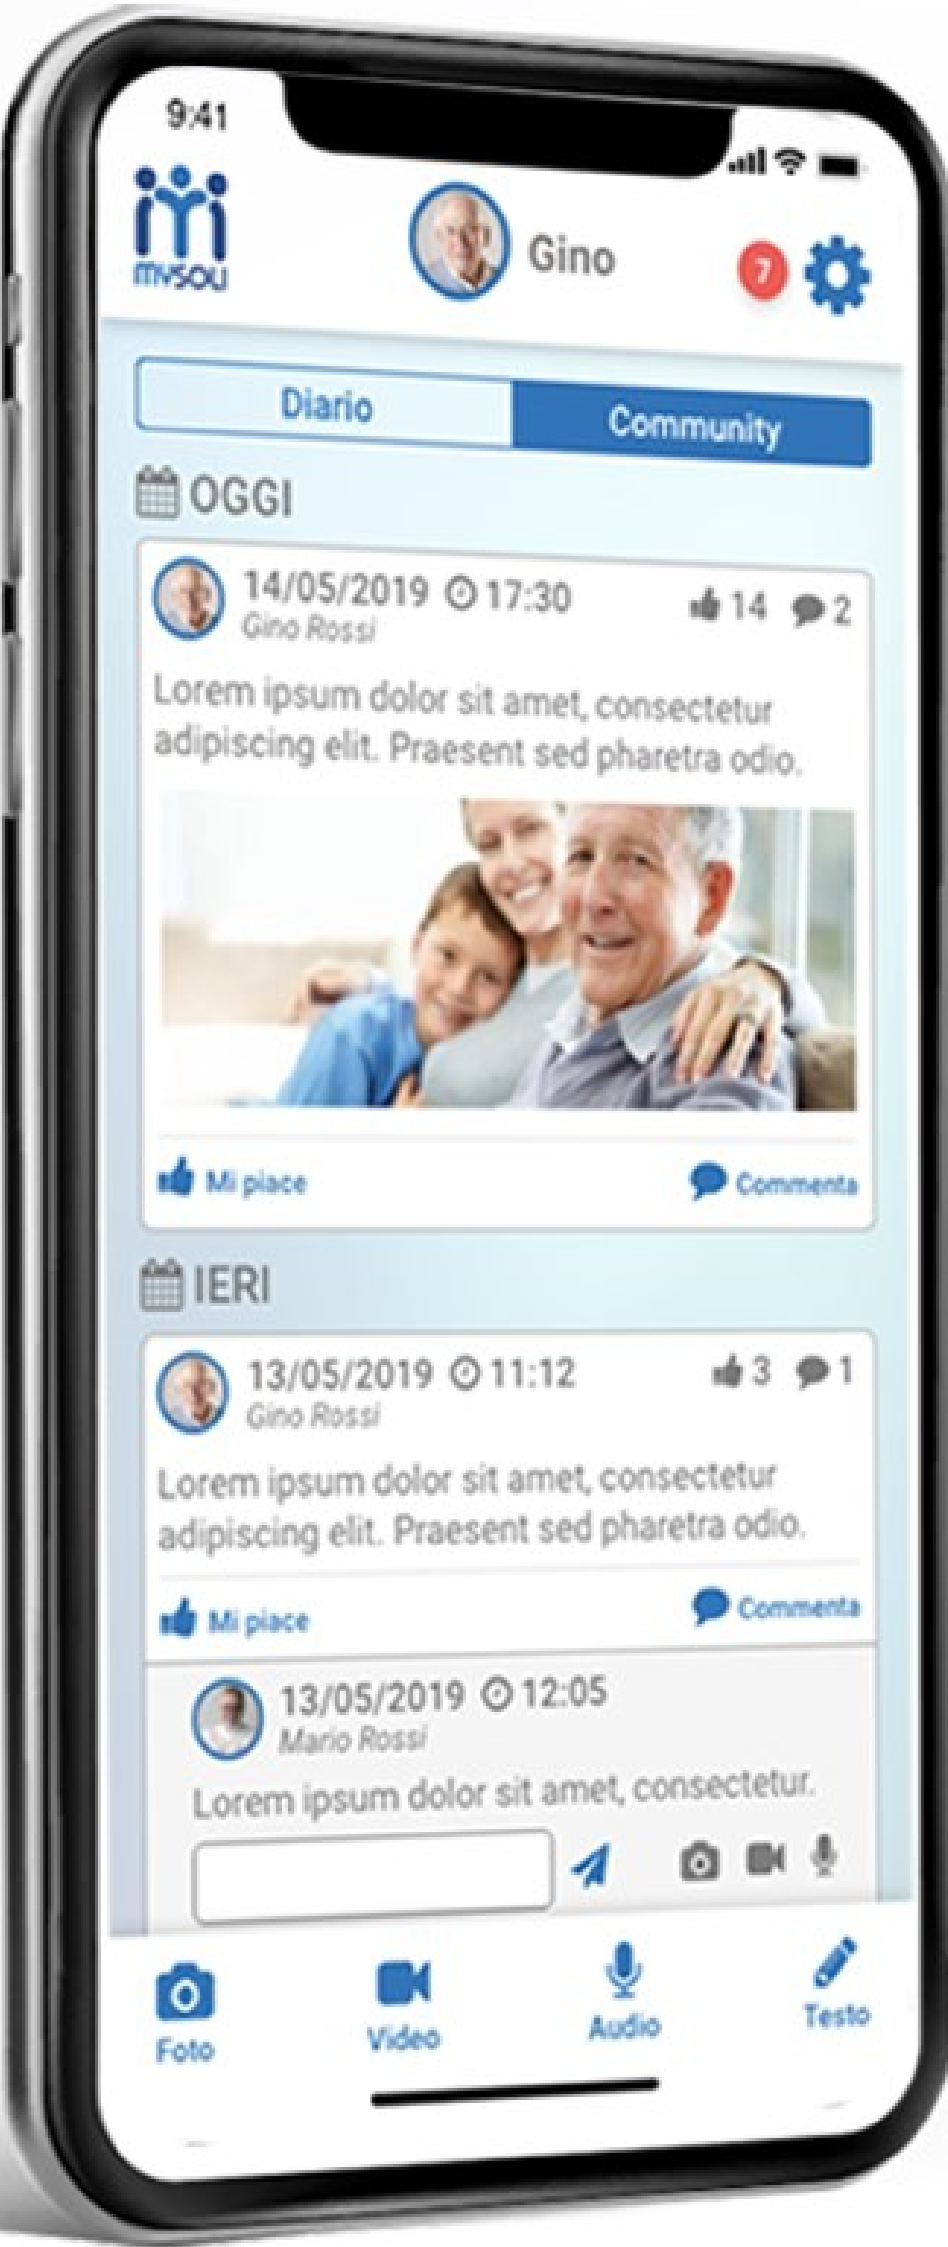 9:41
MYSOLI
Gino
7
Diario
Community
OGGI
14/05/2019 17:30
14 2
Gino Rossi
Lorem ipsum dolor sit amet, consectetur
adipiscing elit. Praesent sed pharetra odio.
Mi piace
Commenta
IERI
13/05/2019 11:12
3 1
Gino Rossi
Lorem ipsum dolor sit amet, consectetur
adipiscing elit. Praesent sed pharetra odio.
Mi piace
Commenta
13/05/2019 12:05
Mario Rossi
Lorem ipsum dolor sit amet, consectetur.
Foto
Video
Audio
Testo